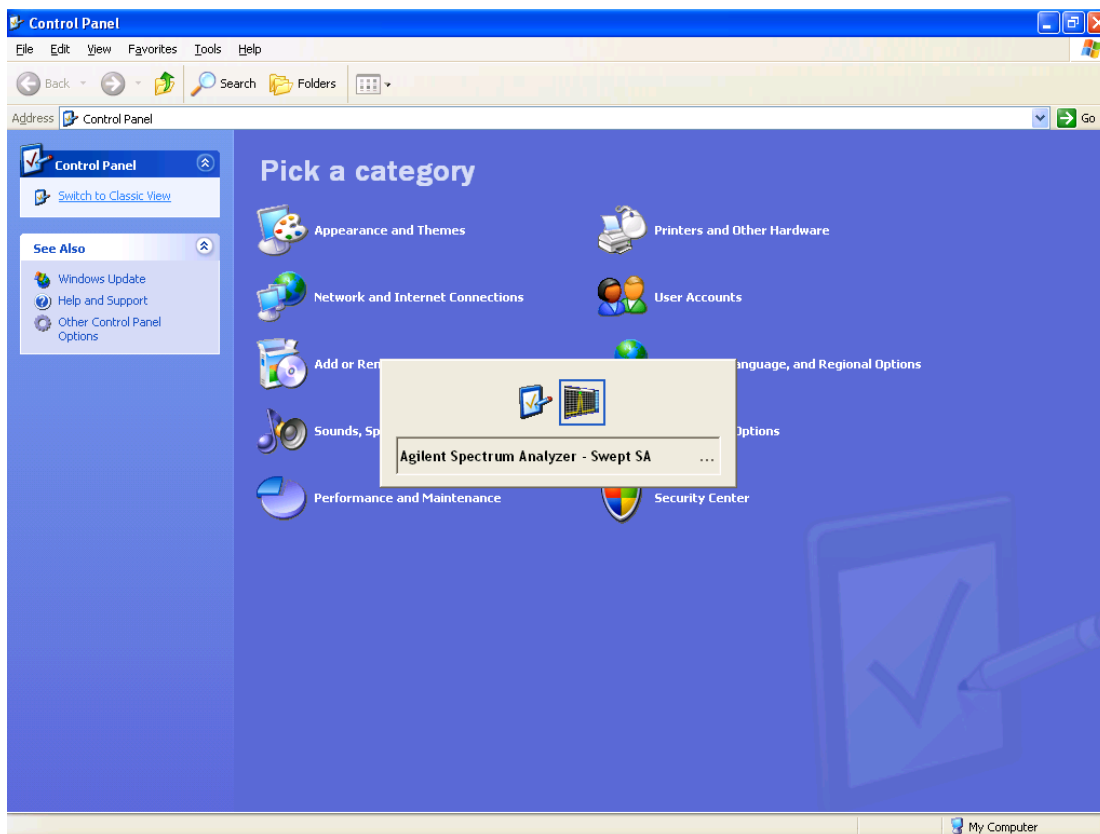 Control Panel
File Edit View Favorites Tools Help
Back Search Folders
Address Control Panel Go
Control Panel
Switch to Classic View
See Also
Windows Update
Help and Support
Other Control Panel
Options
Pick a category
Appearance and Themes
Printers and Other Hardware
Network and Internet Connections
User Accounts
Add or Re
anguage, and Regional Options
Sounds, Sp
Options
Agilent Spectrum Analyzer - Swept SA ...
Performance and Maintenance
Security Center
My Computer